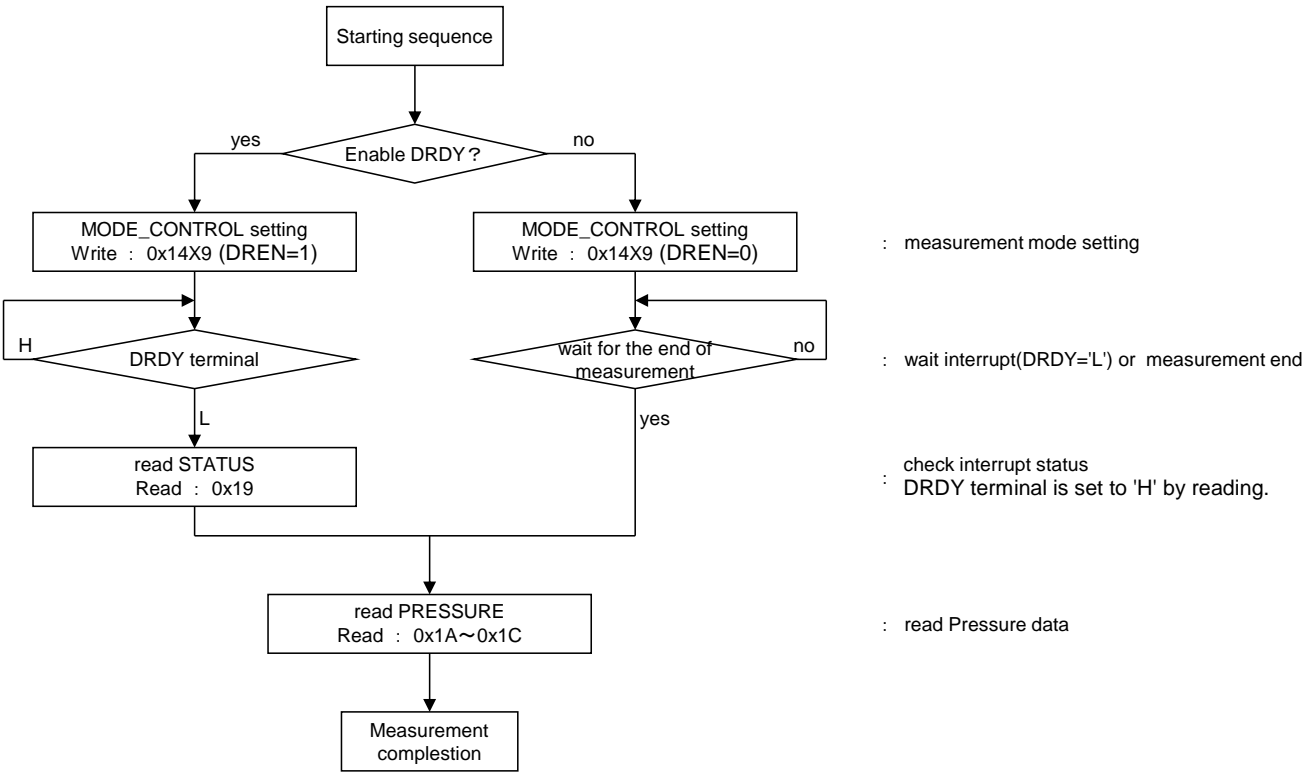 Starting sequence
yes
Enable DRDY？
no
MODE_CONTROL setting
Write ： 0x14X9 (DREN=1)
MODE_CONTROL setting
Write ： 0x14X9 (DREN=0)
： measurement mode setting
H
DRDY terminal
wait for the end of
measurement
no
： wait interrupt(DRDY='L') or measurement end
L
yes
read STATUS
Read ： 0x19
check interrupt status
： DRDY terminal is set to 'H' by reading.
read PRESSURE
Read ： 0x1A～0x1C
： read Pressure data
Measurement
complestion